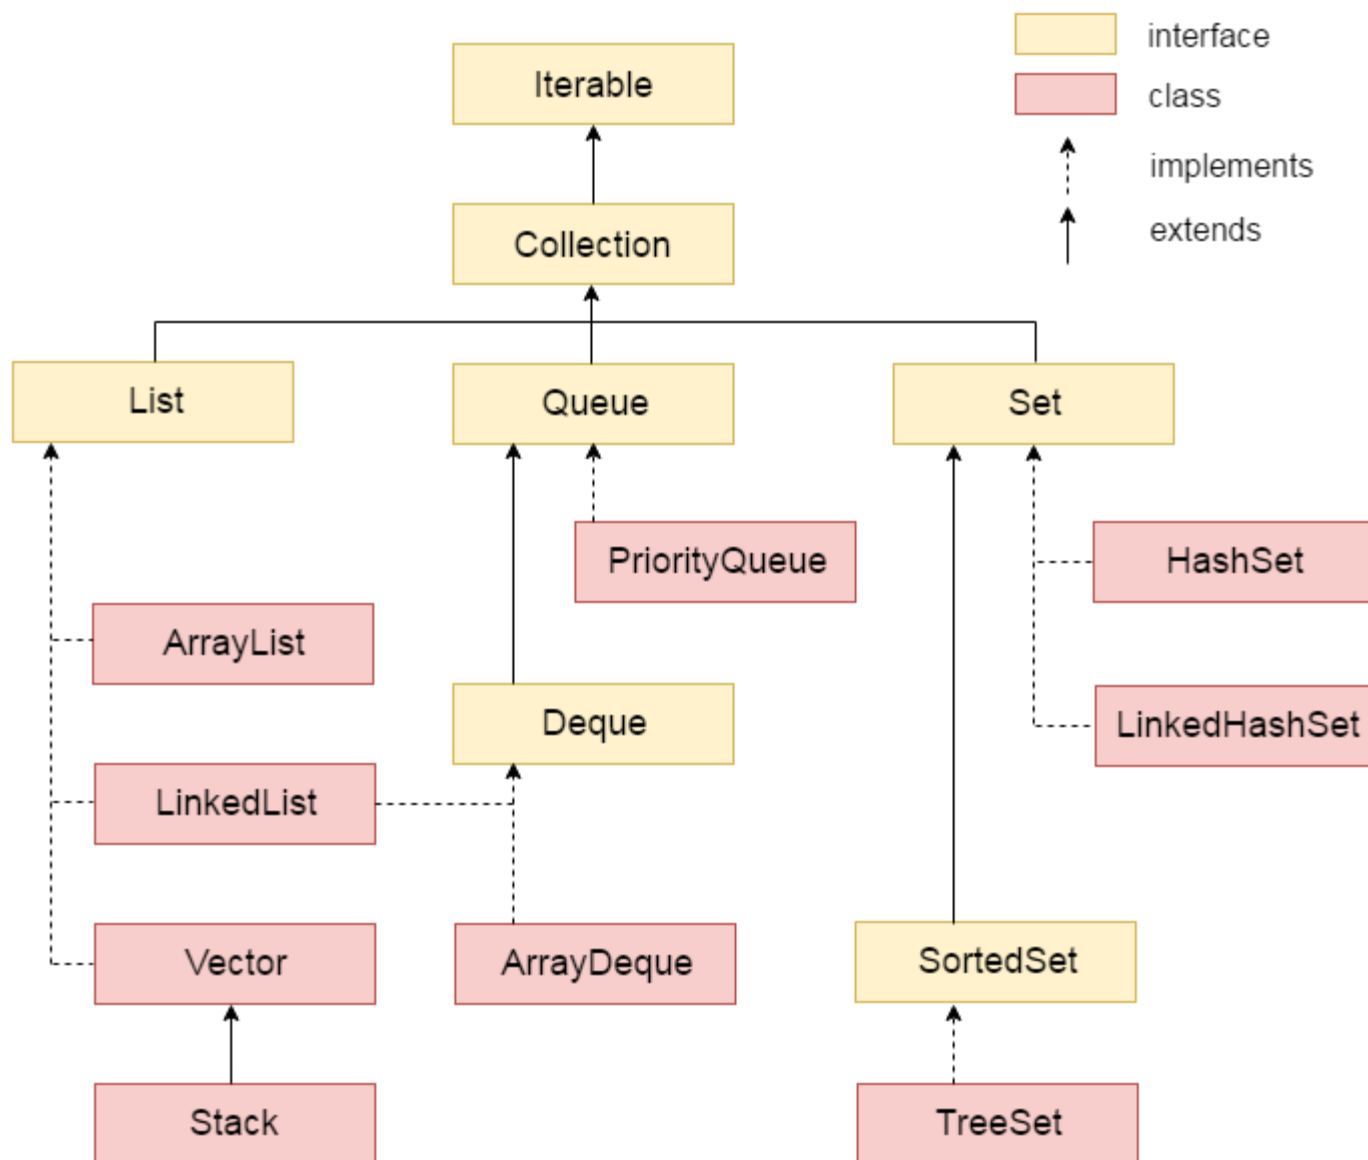 interface
Iterable
class
implements
extends
Collection
List
Queue
Set
PriorityQueue
HashSet
ArrayList
Deque
LinkedHashSet
LinkedList
Vector
ArrayDeque
SortedSet
Stack
TreeSet